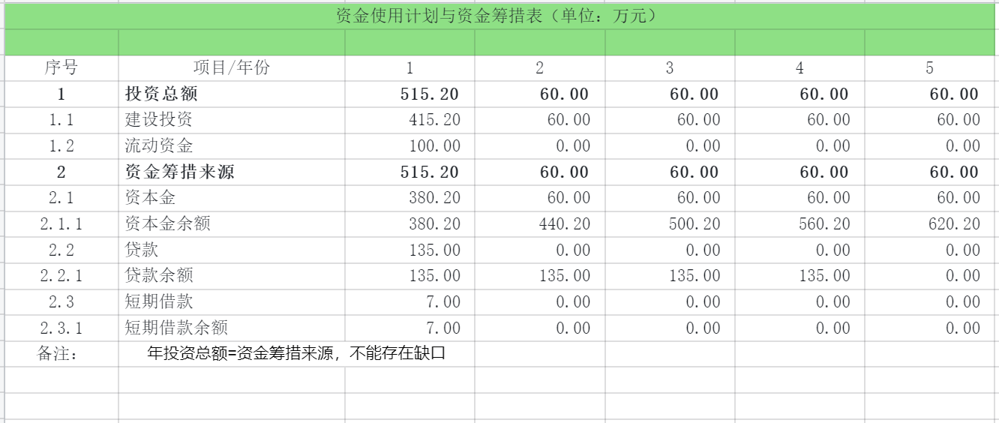 资金使用计划与资金筹措表（单位：万元）
序号 项目/年份 1 2 3 4 5
1 投资总额 515.20 60.00 60.00 60.00 60.00
1.1 建设投资 415.20 60.00 60.00 60.00 60.00
1.2 流动资金 100.00 0.00 0.00 0.00 0.00
2 资金筹措来源 515.20 60.00 60.00 60.00 60.00
2.1 资本金 380.20 60.00 60.00 60.00 60.00
2.1.1 资本金余额 380.20 440.20 500.20 560.20 620.20
2.2 贷款 135.00 0.00 0.00 0.00 0.00
2.2.1 贷款余额 135.00 135.00 135.00 135.00 0.00
2.3 短期借款 7.00 0.00 0.00 0.00 0.00
2.3.1 短期借款余额 7.00 0.00 0.00 0.00 0.00
备注： 年投资总额=资金筹措来源，不能存在缺口